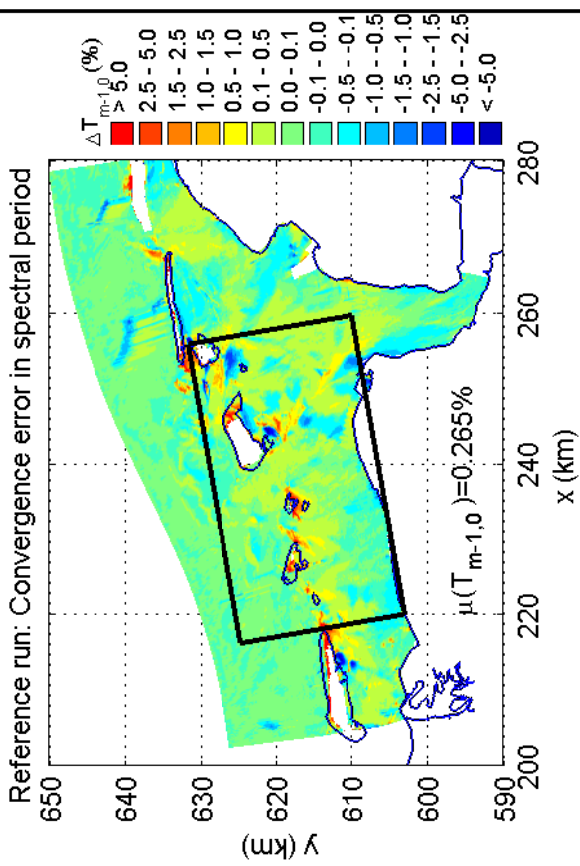 Reference run: Convergence error in spectral period
650
640
630
620
610
600
590
y (km)
200
220
240
260
280
x (km)
μ(T m-1,0 )=0.265%
△T m-1,0 (%)
> 5.0
2.5 - 5.0
1.5 - 2.5
1.0 - 1.5
0.5 - 1.0
0.1 - 0.5
0.0 - 0.1
-0.1 - 0.0
-0.5 - -0.1
-1.0 - -0.5
-1.5 - -1.0
-2.5 - -1.5
-5.0 - -2.5
< -5.0